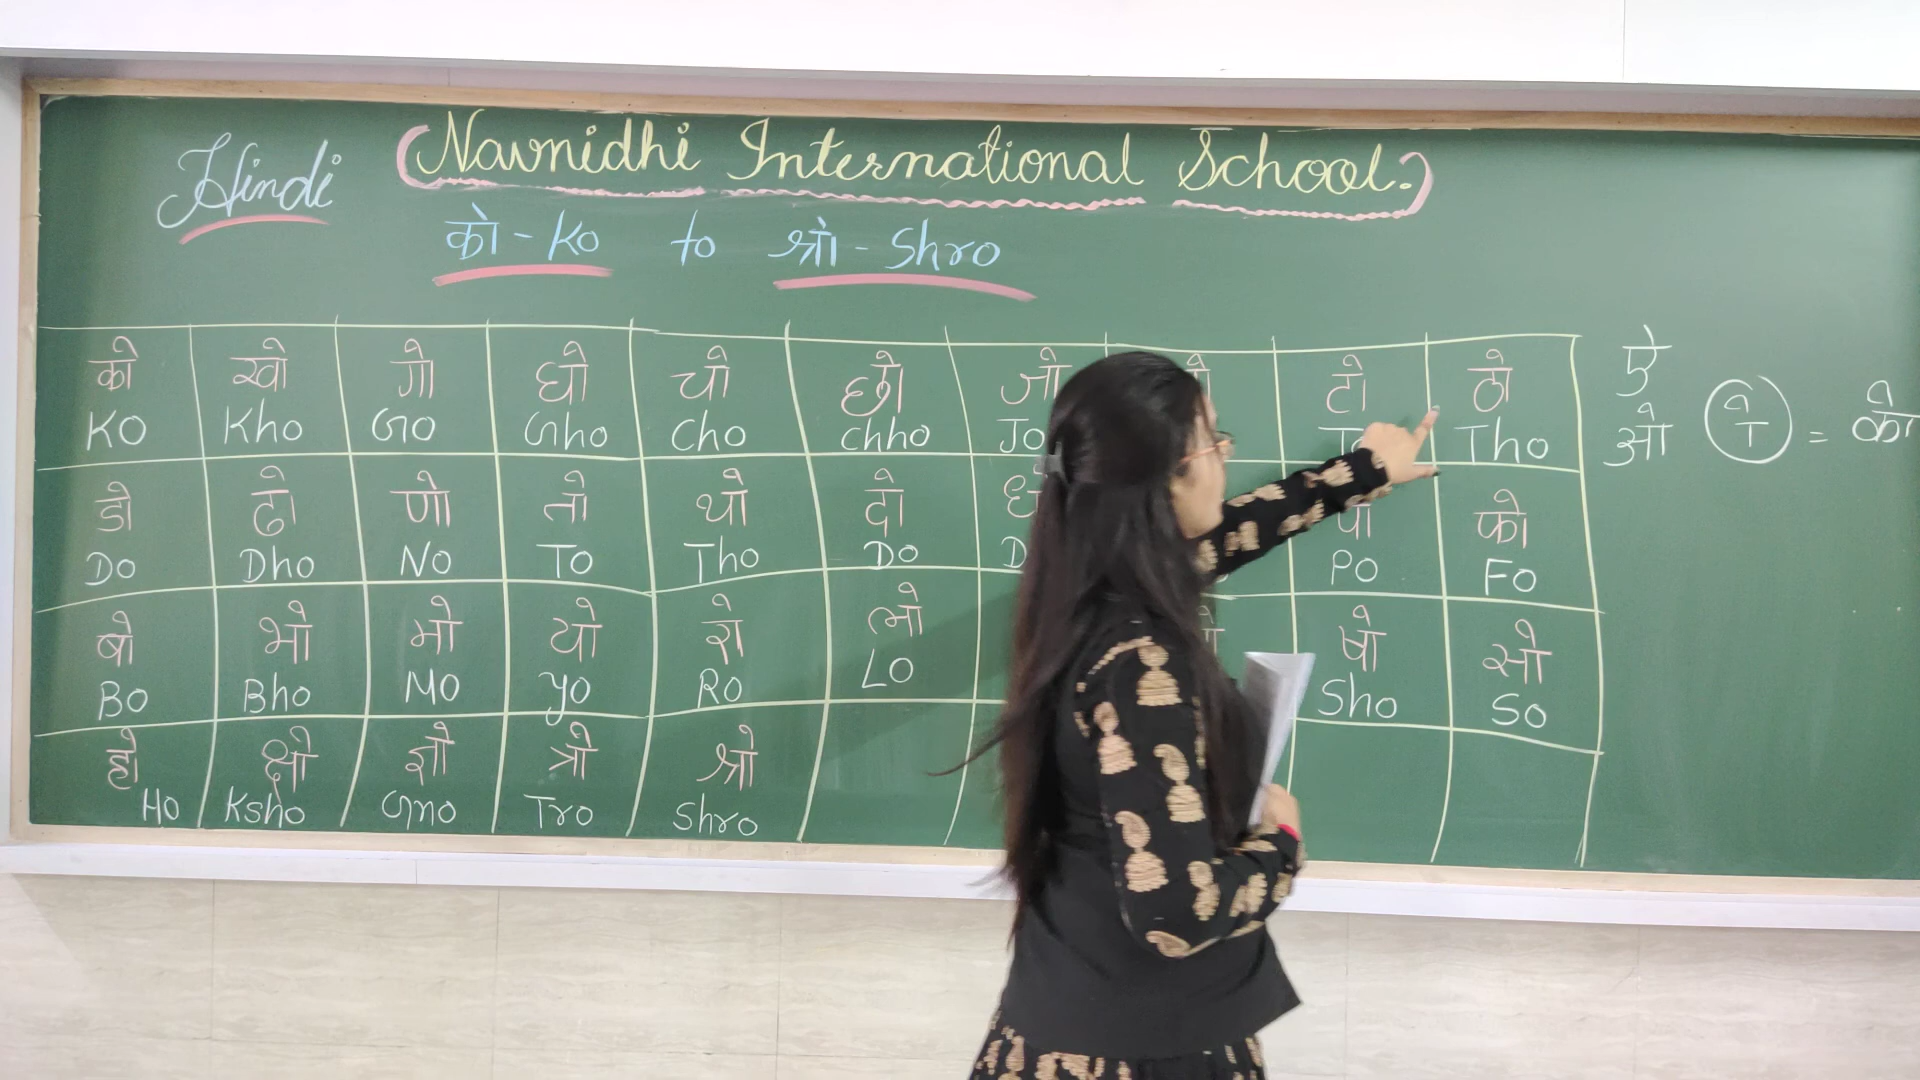 Hindi (Navnidhi International School.)
को - Ko to श्रो - Shro
को खो गो घो चो छो जो टो ठो ऐ
Ko Kho Go Gho Cho Chho Jo Tho ओ ो = को
डो ढो णो तो थो दो पो फो
Do Dho No To Tho Do Po Fo
बो भो मो यो रो लो षो सो
Bo Bho Mo Yo Ro Lo Sho So
हो क्षो ज्ञो त्रो श्रो
Ho Ksho Gno Tro Shro